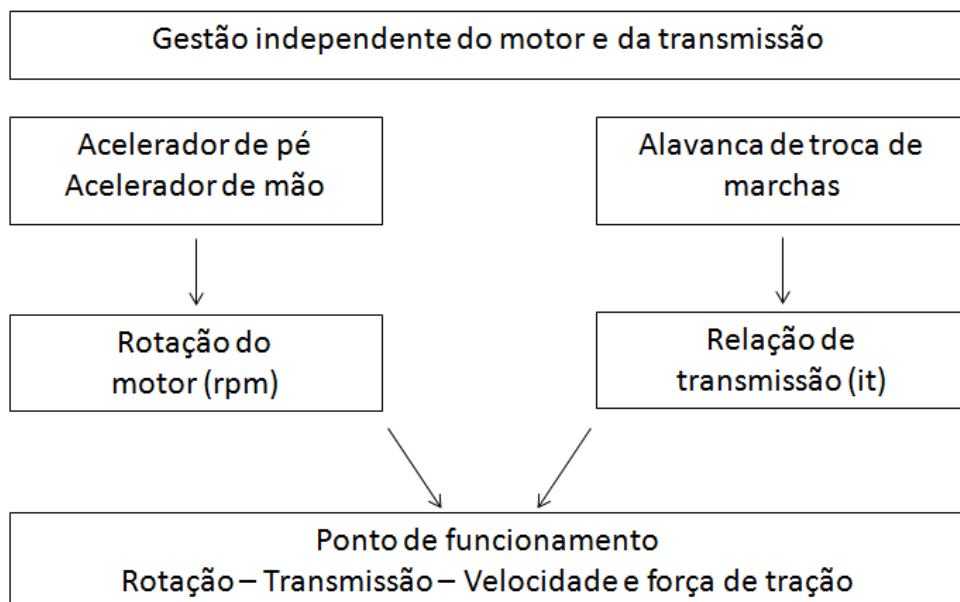 Gestão independente do motor e da transmissão
Acelerador de pé
Acelerador de mão
Alavanca de troca de
marchas
Rotação do
motor (rpm)
Relação de
transmissão (it)
Ponto de funcionamento
Rotação – Transmissão – Velocidade e força de tração